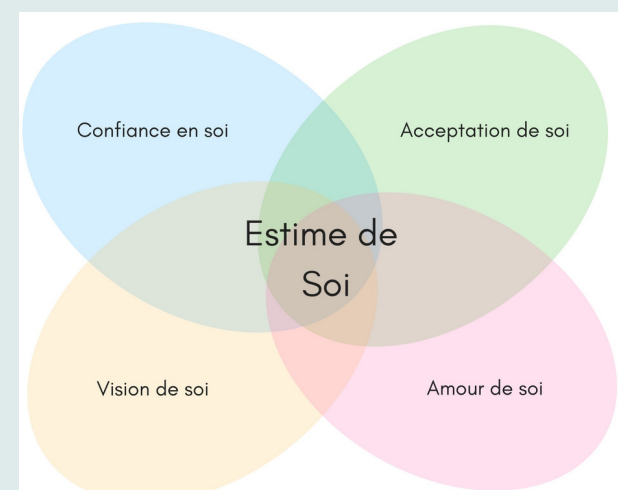 Confiance en soi
Acceptation de soi
Estime de
Soi
Vision de soi
Amour de soi